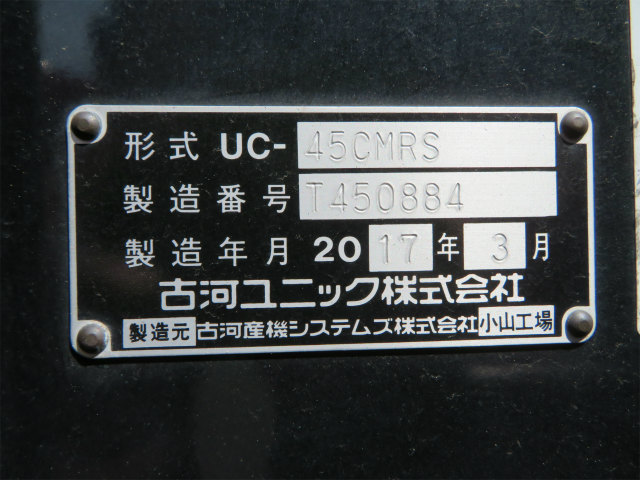 形式 UC-45CMRS
製造番号 T450884
製造年月 2017年3月
古河ユニック株式会社
製造元 古河産機システムズ株式会社 小山工場